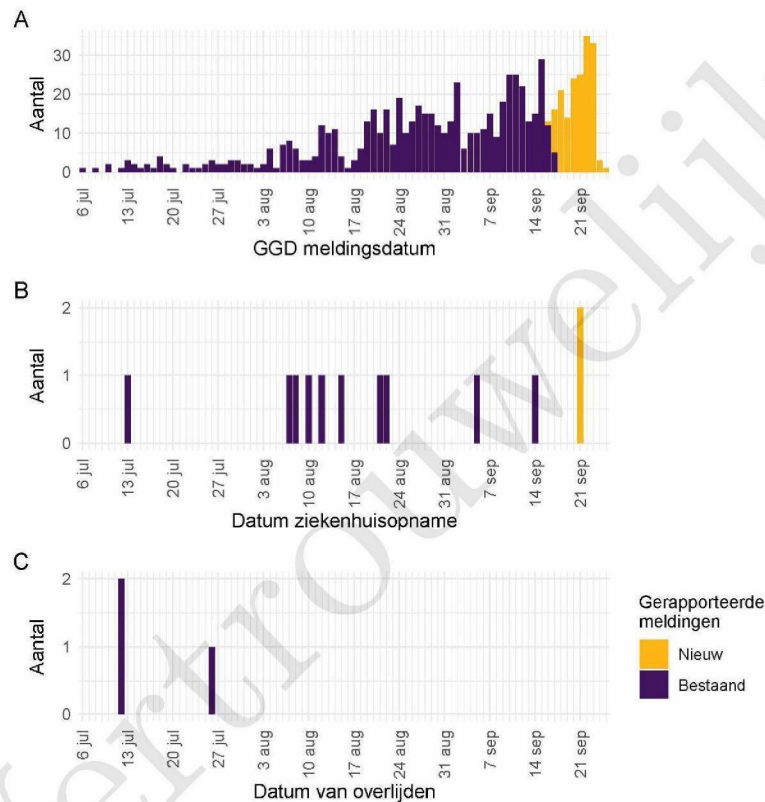 A
Aantal
30
20
10
0
6 jul
13 jul
20 jul
27 jul
3 aug
10 aug
17 aug
24 aug
31 aug
7 sep
14 sep
21 sep
GGD meldingsdatum
B
Aantal
2
1
0
6 jul
13 jul
20 jul
27 jul
3 aug
10 aug
17 aug
24 aug
31 aug
7 sep
14 sep
21 sep
Datum ziekenhuisopname
C
Aantal
2
1
0
6 jul
13 jul
20 jul
27 jul
3 aug
10 aug
17 aug
24 aug
31 aug
7 sep
14 sep
21 sep
Datum van overlijden
Gerapporteerde
meldingen
Nieuw
Bestaand
ertrouwelij